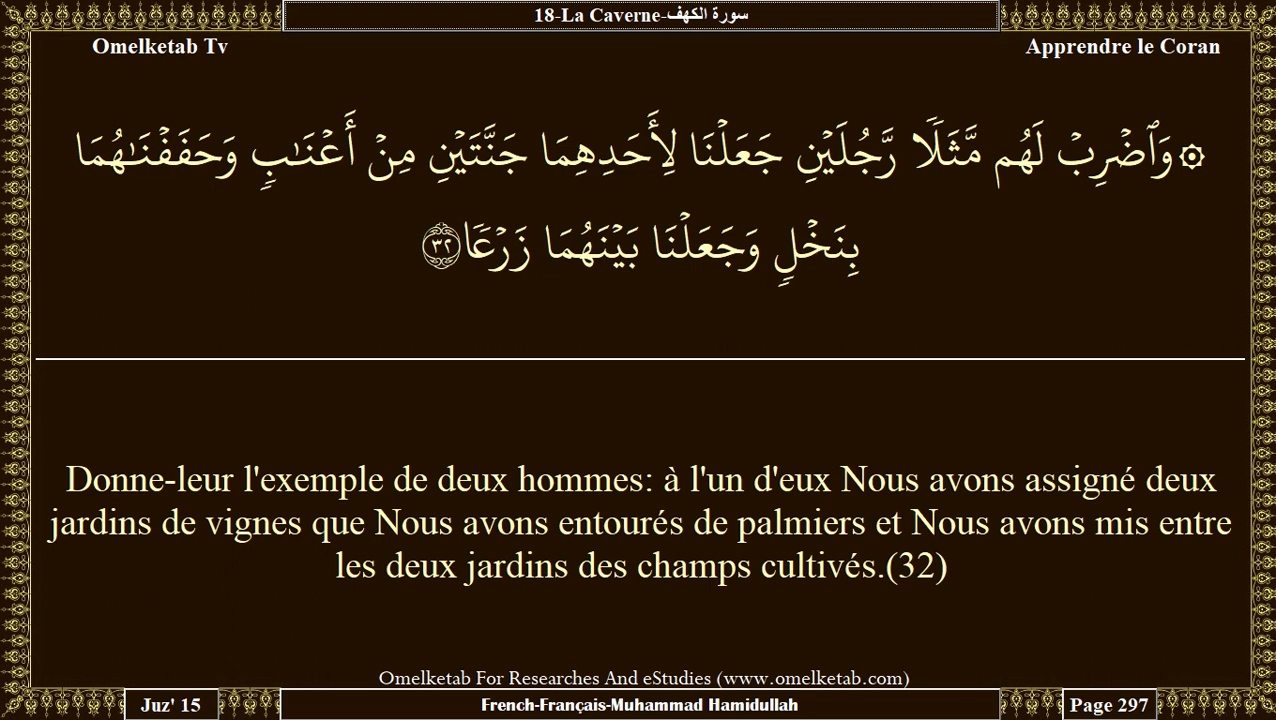 18-La Caverne-سورة الكهف
Omelketab Tv
Apprendre le Coran
۞ وَٱضْرِبْ لَهُم مَّثَلًا رَّجُلَيْنِ جَعَلْنَا لِأَحَدِهِمَا جَنَّتَيْنِ مِنْ أَعْنَـٰبٍ وَحَفَفْنَـٰهُمَا
بِنَخْلٍ وَجَعَلْنَا بَيْنَهُمَا زَرْعًا ٣٢
Donne-leur l'exemple de deux hommes: à l'un d'eux Nous avons assigné deux
jardins de vignes que Nous avons entourés de palmiers et Nous avons mis entre
les deux jardins des champs cultivés.(32)
Omelketab For Researches And eStudies (www.omelketab.com)
Juz' 15
French-Français-Muhammad Hamidullah
Page 297